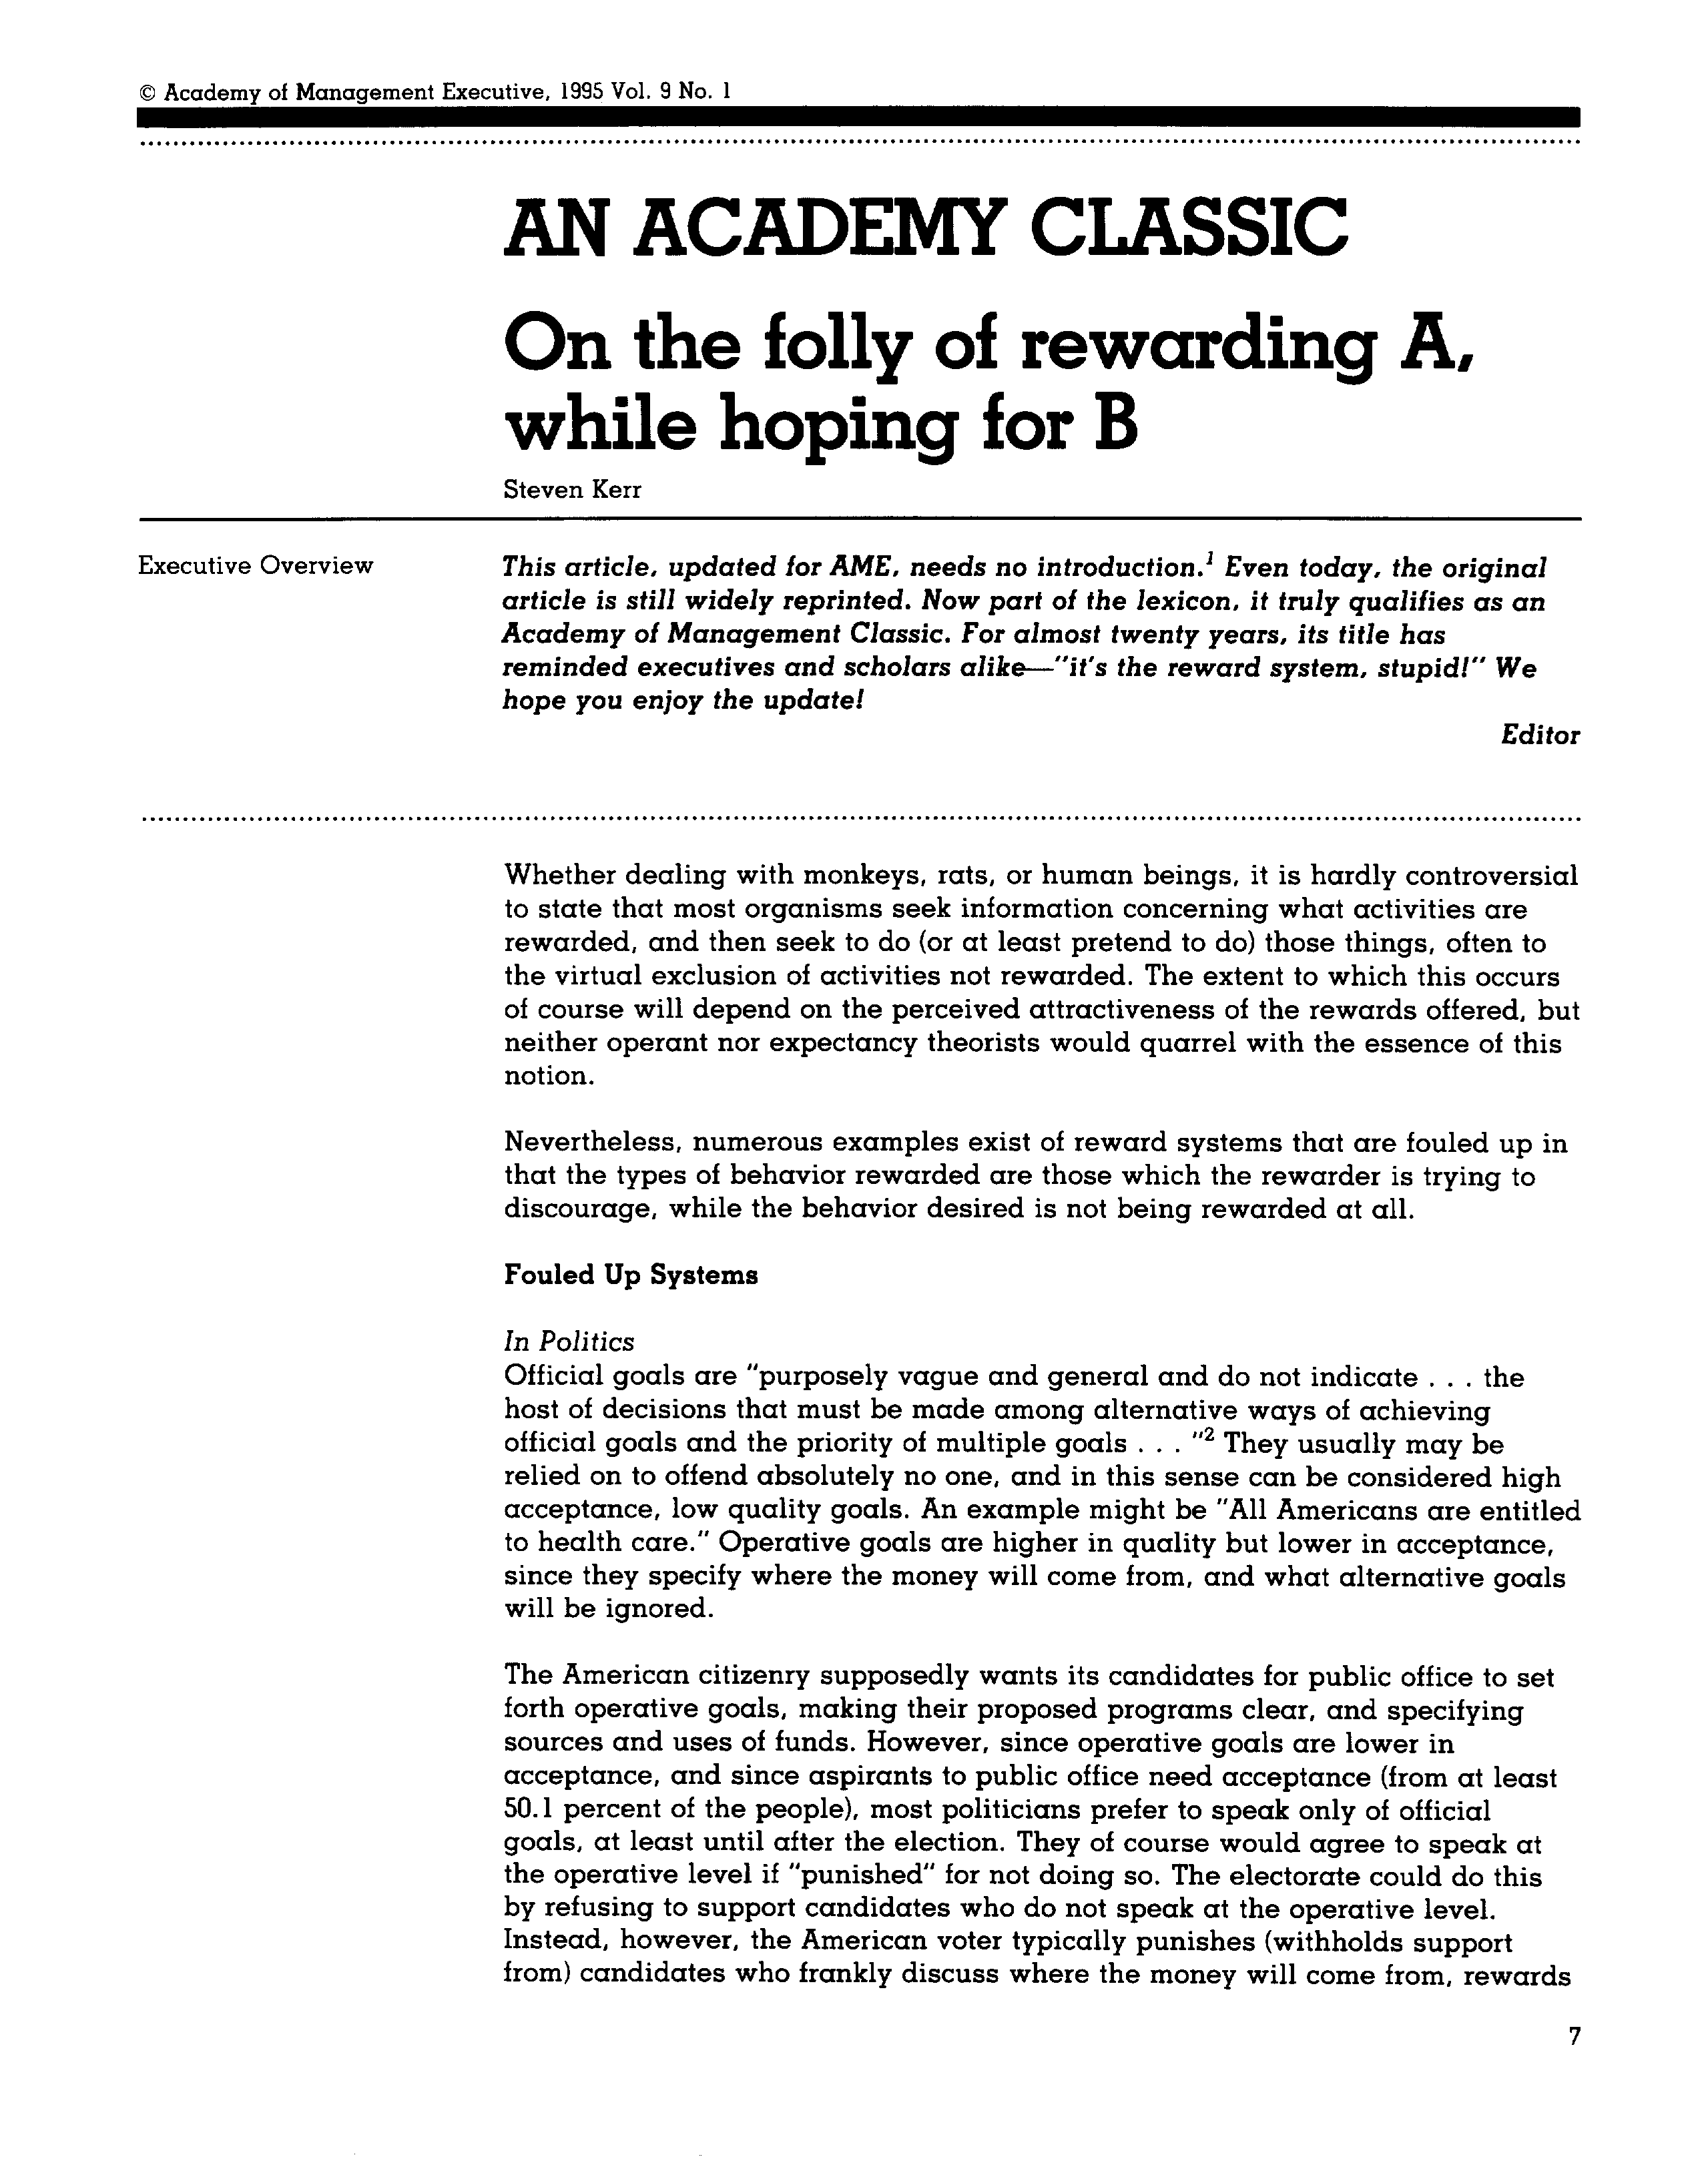 © Academy of Management Executive, 1995 Vol. 9 No. 1
AN ACADEMY CLASSIC
On the folly of rewarding A,
while hoping for B
Steven Kerr
Executive Overview
This article, updated for AME, needs no introduction.¹ Even today, the original
article is still widely reprinted. Now part of the lexicon, it truly qualifies as an
Academy of Management Classic. For almost twenty years, its title has
reminded executives and scholars alike—"it's the reward system, stupid!" We
hope you enjoy the update!
Editor
Whether dealing with monkeys, rats, or human beings, it is hardly controversial
to state that most organisms seek information concerning what activities are
rewarded, and then seek to do (or at least pretend to do) those things, often to
the virtual exclusion of activities not rewarded. The extent to which this occurs
of course will depend on the perceived attractiveness of the rewards offered, but
neither operant nor expectancy theorists would quarrel with the essence of this
notion.
Nevertheless, numerous examples exist of reward systems that are fouled up in
that the types of behavior rewarded are those which the rewarder is trying to
discourage, while the behavior desired is not being rewarded at all.
Fouled Up Systems
In Politics
Official goals are "purposely vague and general and do not indicate . . . the
host of decisions that must be made among alternative ways of achieving
official goals and the priority of multiple goals . . . "² They usually may be
relied on to offend absolutely no one, and in this sense can be considered high
acceptance, low quality goals. An example might be "All Americans are entitled
to health care." Operative goals are higher in quality but lower in acceptance,
since they specify where the money will come from, and what alternative goals
will be ignored.
The American citizenry supposedly wants its candidates for public office to set
forth operative goals, making their proposed programs clear, and specifying
sources and uses of funds. However, since operative goals are lower in
acceptance, and since aspirants to public office need acceptance (from at least
50.1 percent of the people), most politicians prefer to speak only of official
goals, at least until after the election. They of course would agree to speak at
the operative level if "punished" for not doing so. The electorate could do this
by refusing to support candidates who do not speak at the operative level.
Instead, however, the American voter typically punishes (withholds support
from) candidates who frankly discuss where the money will come from, rewards
7